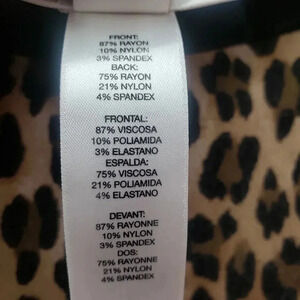 FRONT:
87% RAYON
10% NYLON
3% SPANDEX
BACK:
75% RAYON
21% NYLON
4% SPANDEX
FRONTAL:
87% VISCOSA
10% POLIAMIDA
3% ELASTANO
ESPALDA:
75% VISCOSA
21% POLIAMIDA
4% ELASTANO
DEVANT:
87% RAYONNE
10% NYLON
3% SPANDEX
DOS:
75% RAYONNE
21% NYLON
4% SPANDEX